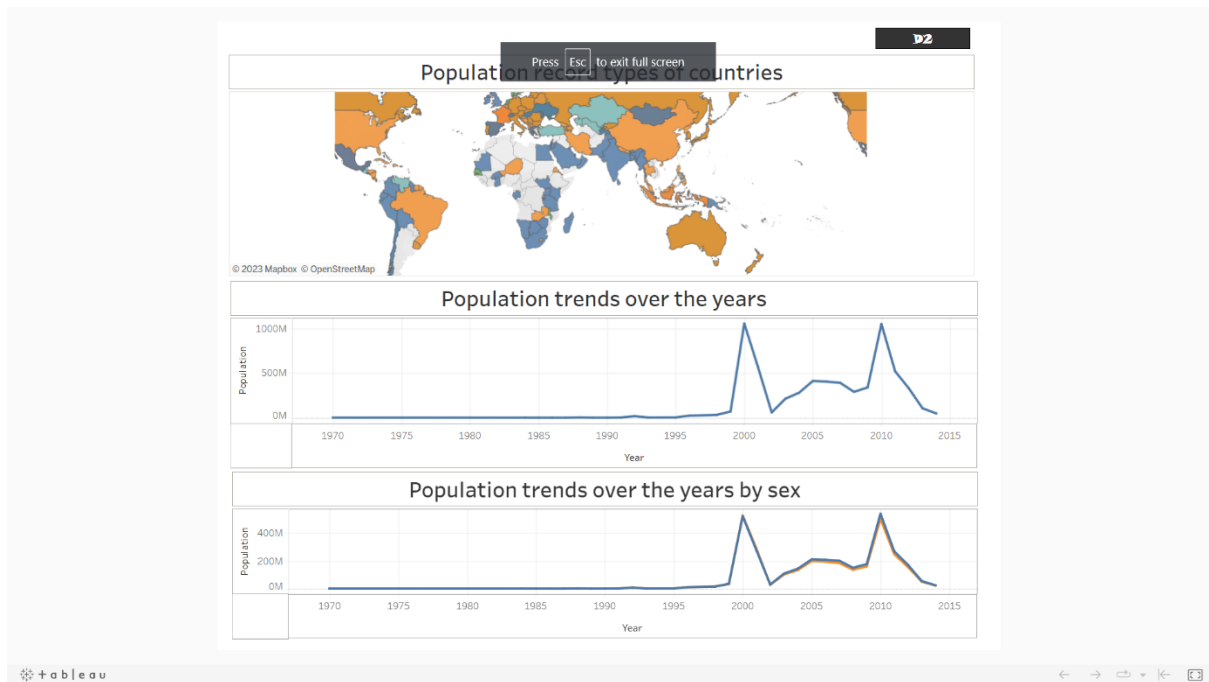 D2
Press Esc to exit full screen
Population record types of countries
© 2023 Mapbox © OpenStreetMap
Population trends over the years
1000M
500M
0M
Population
1970 1975 1980 1985 1990 1995 2000 2005 2010 2015
Year
Population trends over the years by sex
400M
200M
0M
Population
1970 1975 1980 1985 1990 1995 2000 2005 2010 2015
Year
+ableau